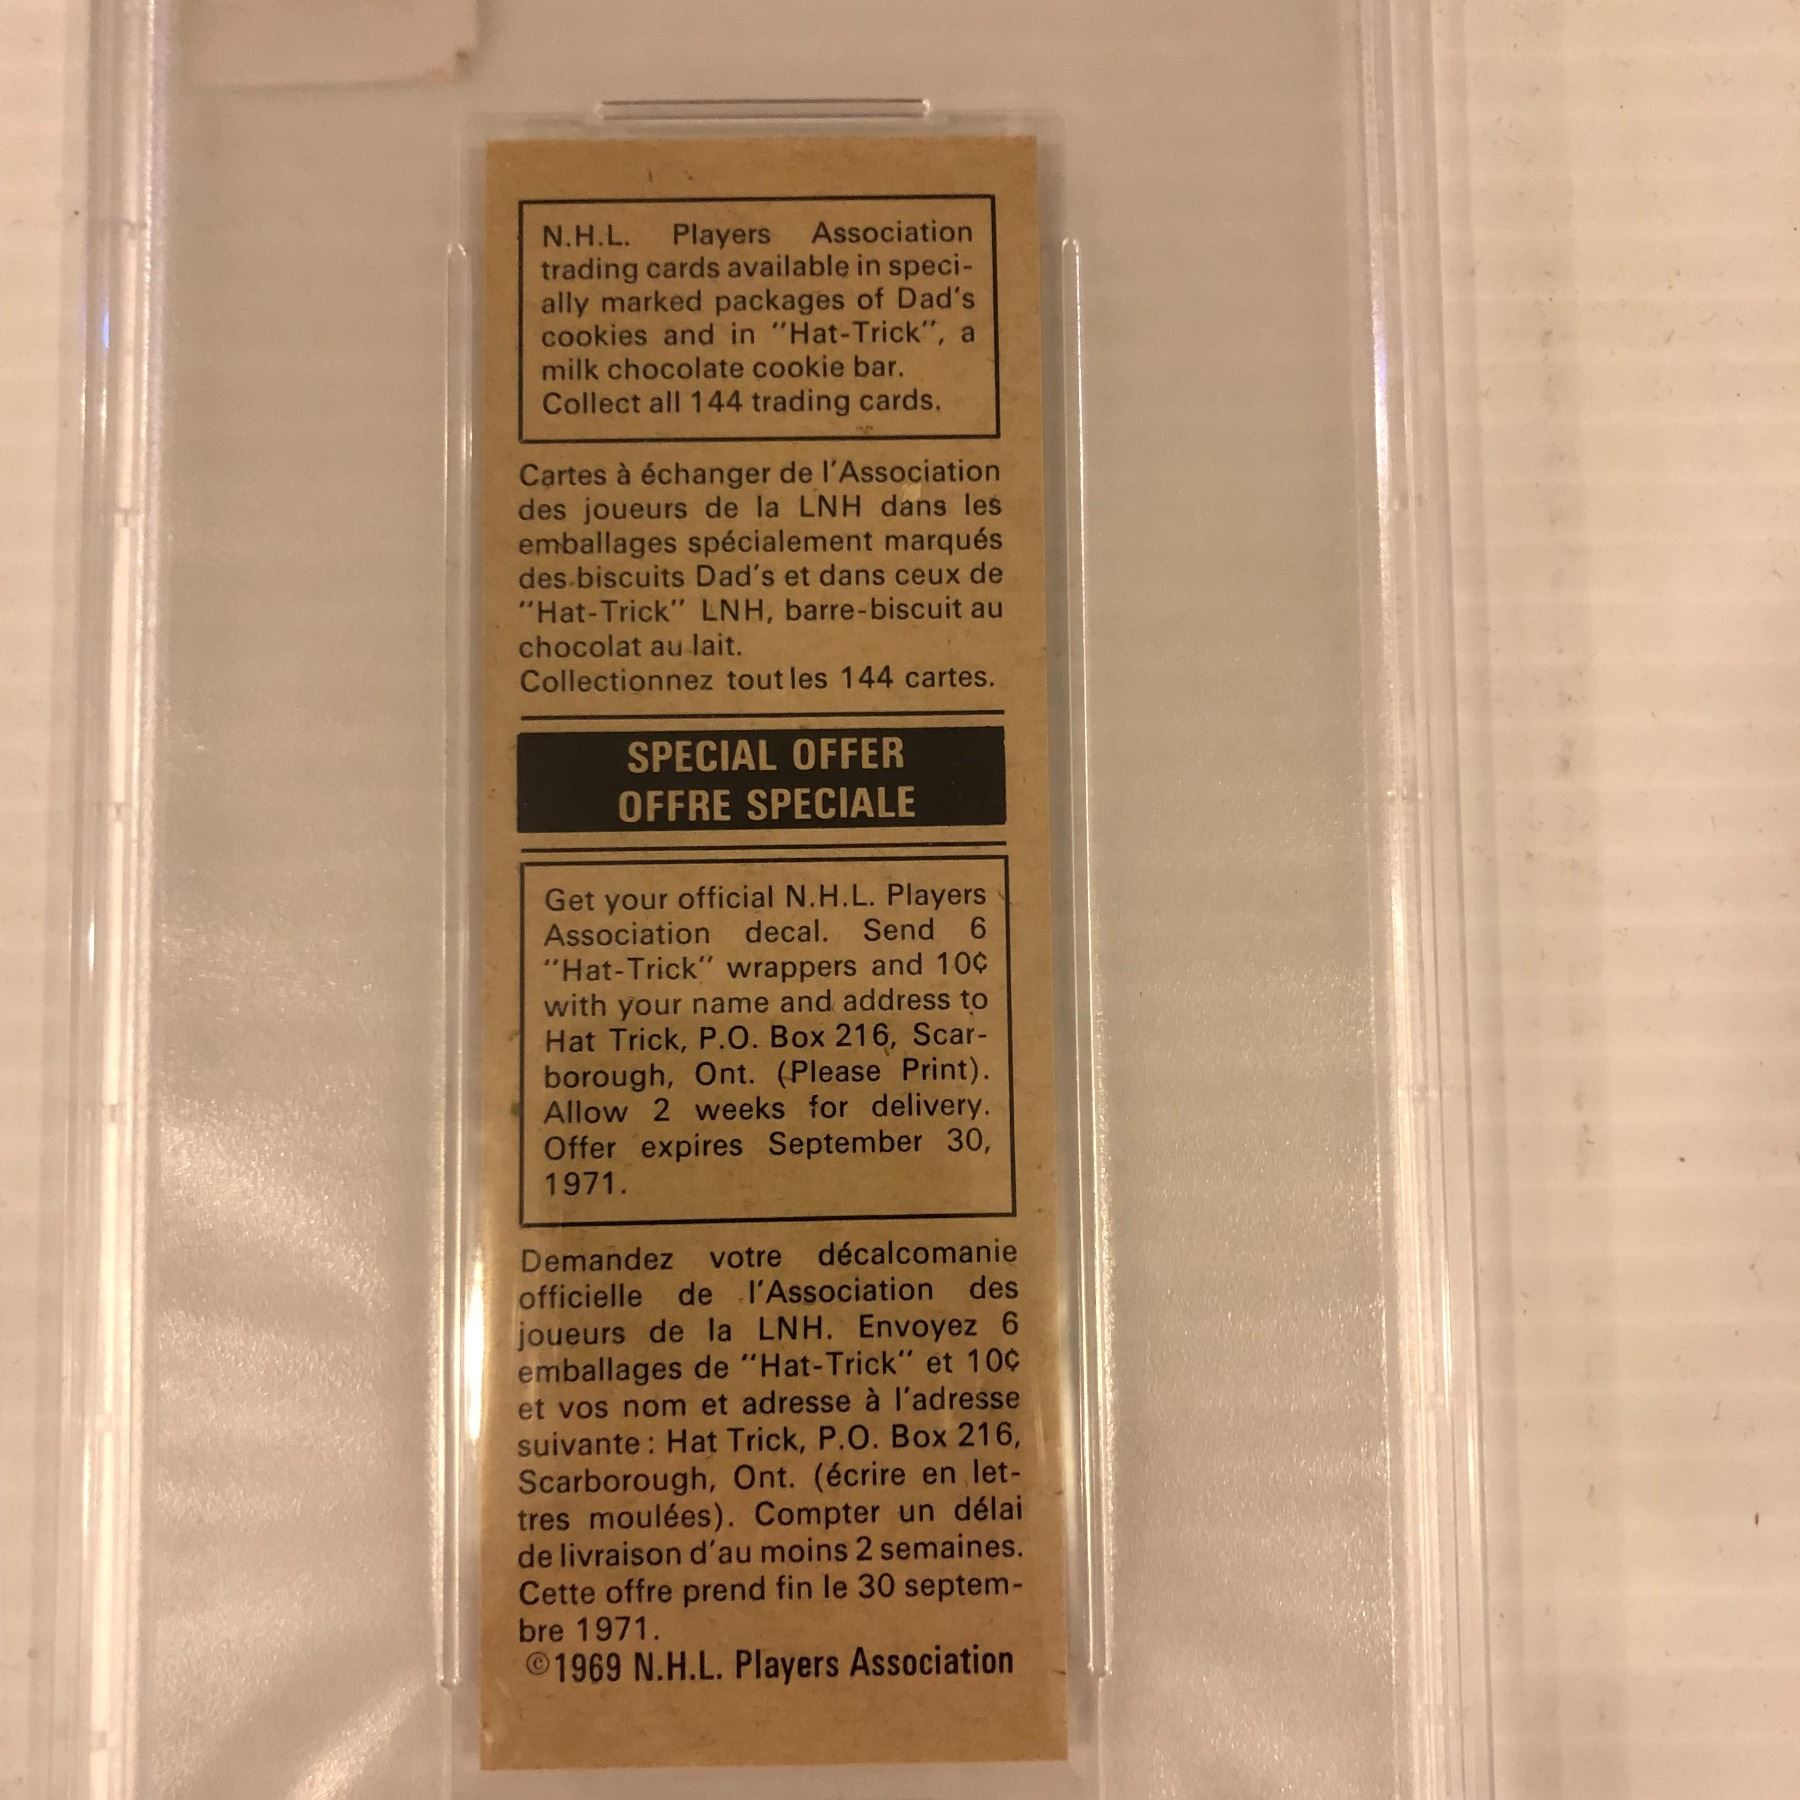 N.H.L. Players Association
trading cards available in speci-
ally marked packages of Dad's
cookies and in "Hat-Trick", a
milk chocolate cookie bar.
Collect all 144 trading cards.
Cartes à échanger de l'Association
des joueurs de la LNH dans les
emballages spécialement marqués
des biscuits Dad's et dans ceux de
"Hat-Trick" LNH, barre-biscuit au
chocolat au lait.
Collectionnez tout les 144 cartes.
SPECIAL OFFER
OFFRE SPECIALE
Get your official N.H.L. Players
Association decal. Send 6
"Hat-Trick" wrappers and 10¢
with your name and address to
Hat Trick, P.O. Box 216, Scar-
borough, Ont. (Please Print).
Allow 2 weeks for delivery.
Offer expires September 30,
1971.
Demandez votre décalcomanie
officielle de l'Association des
joueurs de la LNH. Envoyez 6
emballages de "Hat-Trick" et 10¢
et vos nom et adresse à l'adresse
suivante : Hat Trick, P.O. Box 216,
Scarborough, Ont. (écrire en let-
tres moulées). Compter un délai
de livraison d'au moins 2 semaines.
Cette offre prend fin le 30 septem-
bre 1971.
©1969 N.H.L. Players Association